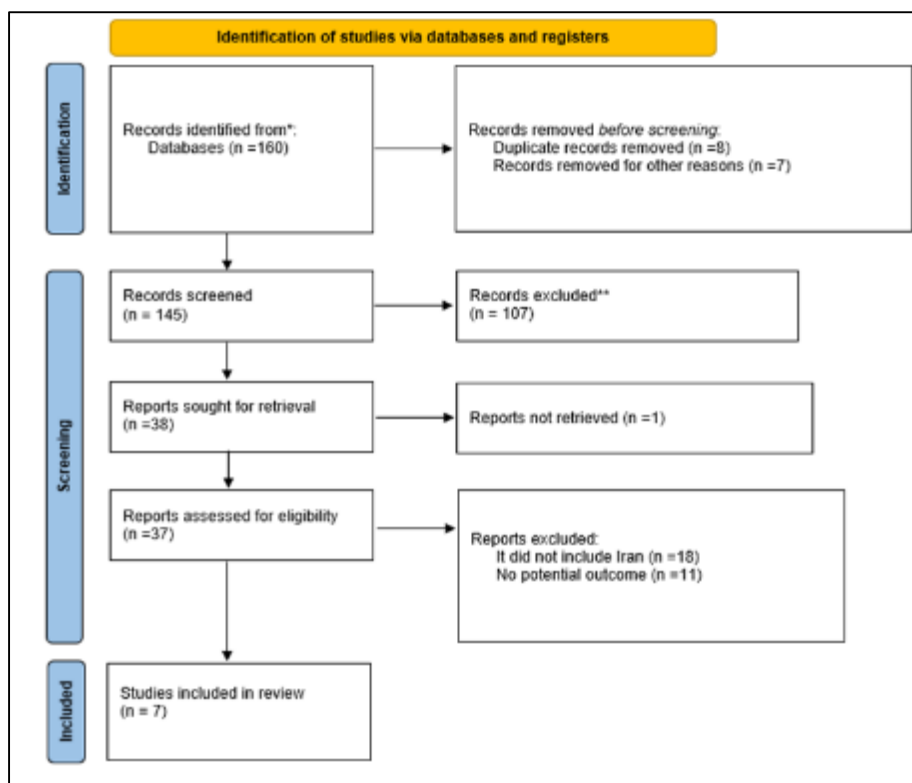 Identification of studies via databases and registers
Identification
Records identified from*:
Databases (n =160)
Records removed before screening:
Duplicate records removed (n =8)
Records removed for other reasons (n =7)
Screening
Records screened
(n = 145)
Records excluded**
(n = 107)
Reports sought for retrieval
(n =38)
Reports not retrieved (n =1)
Reports assessed for eligibility
(n =37)
Reports excluded:
It did not include Iran (n =18)
No potential outcome (n =11)
Included
Studies included in review
(n = 7)